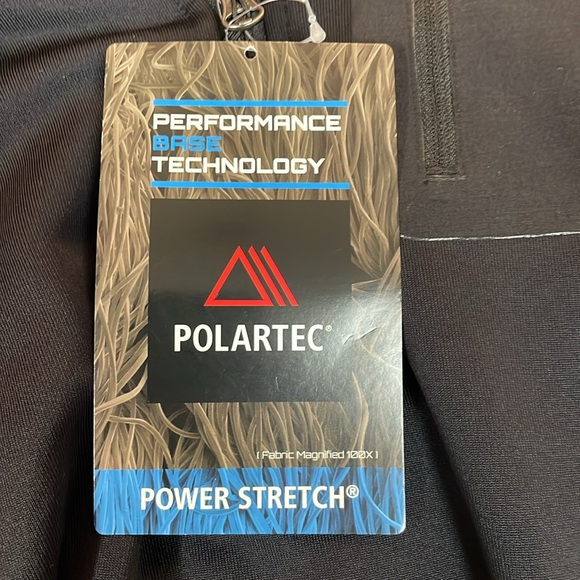 PERFORMANCE
BASE
TECHNOLOGY
POLARTEC®
( Fabric Magnified 100X )
POWER STRETCH®